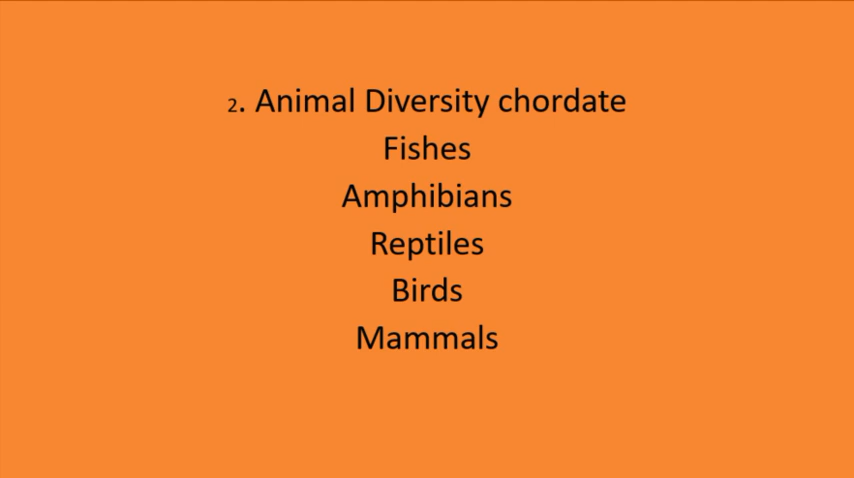 2. Animal Diversity chordate
Fishes
Amphibians
Reptiles
Birds
Mammals